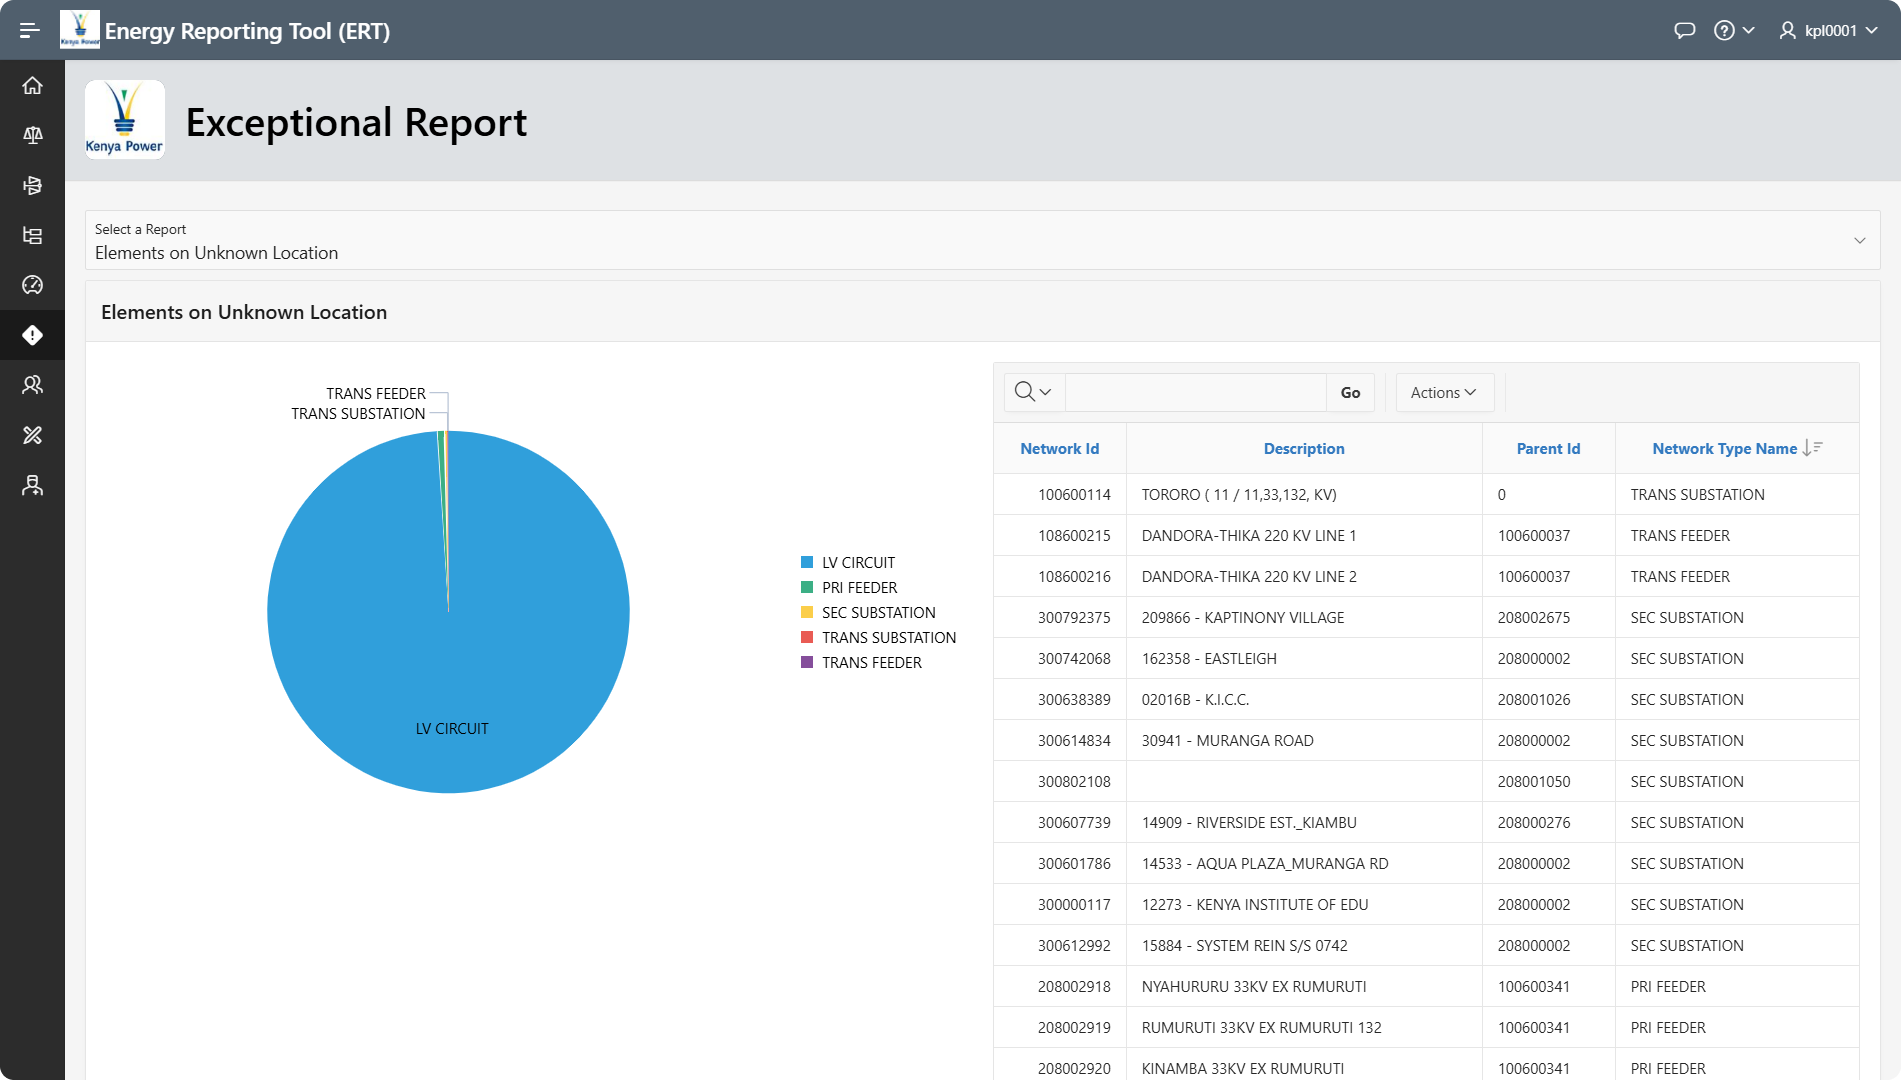 Kenya Power
Energy Reporting Tool (ERT)
kpl0001
Kenya Power
Exceptional Report
Select a Report
Elements on Unknown Location
Elements on Unknown Location
TRANS FEEDER
TRANS SUBSTATION
LV CIRCUIT
LV CIRCUIT
PRI FEEDER
SEC SUBSTATION
TRANS SUBSTATION
TRANS FEEDER
Go Actions
Network Id Description Parent Id Network Type Name
100600114 TORORO ( 11 / 11,33,132, KV) 0 TRANS SUBSTATION
108600215 DANDORA-THIKA 220 KV LINE 1 100600037 TRANS FEEDER
108600216 DANDORA-THIKA 220 KV LINE 2 100600037 TRANS FEEDER
300792375 209866 - KAPTINONY VILLAGE 208002675 SEC SUBSTATION
300742068 162358 - EASTLEIGH 208000002 SEC SUBSTATION
300638389 02016B - K.I.C.C. 208001026 SEC SUBSTATION
300614834 30941 - MURANGA ROAD 208000002 SEC SUBSTATION
300802108 208001050 SEC SUBSTATION
300607739 14909 - RIVERSIDE EST._KIAMBU 208000276 SEC SUBSTATION
300601786 14533 - AQUA PLAZA_MURANGA RD 208000002 SEC SUBSTATION
300000117 12273 - KENYA INSTITUTE OF EDU 208000002 SEC SUBSTATION
300612992 15884 - SYSTEM REIN S/S 0742 208000002 SEC SUBSTATION
208002918 NYAHURURU 33KV EX RUMURUTI 100600341 PRI FEEDER
208002919 RUMURUTI 33KV EX RUMURUTI 132 100600341 PRI FEEDER
208002920 KINAMBA 33KV EX RUMURUTI 100600341 PRI FEEDER